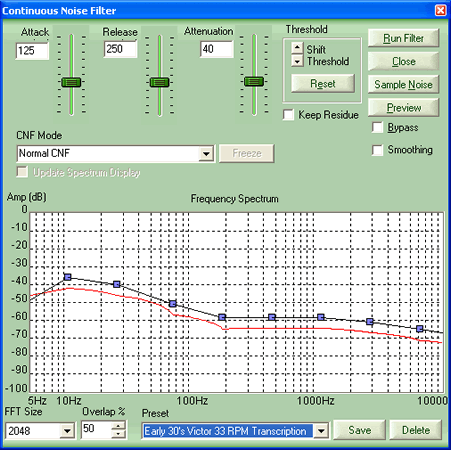 Continuous Noise Filter
Attack Release Attenuation Threshold
125 250 40
Shift
Threshold
Reset
Keep Residue
Run Filter
Close
Sample Noise
Preview
Bypass
Smoothing
CNF Mode
Normal CNF
Freeze
Update Spectrum Display
Amp (dB) Frequency Spectrum
0
-10
-20
-30
-40
-50
-60
-70
-80
-90
-100
5Hz 10Hz 100Hz 1000Hz 10000
FFT Size Overlap % Preset
2048 50 Early 30's Victor 33 RPM Transcription Save Delete